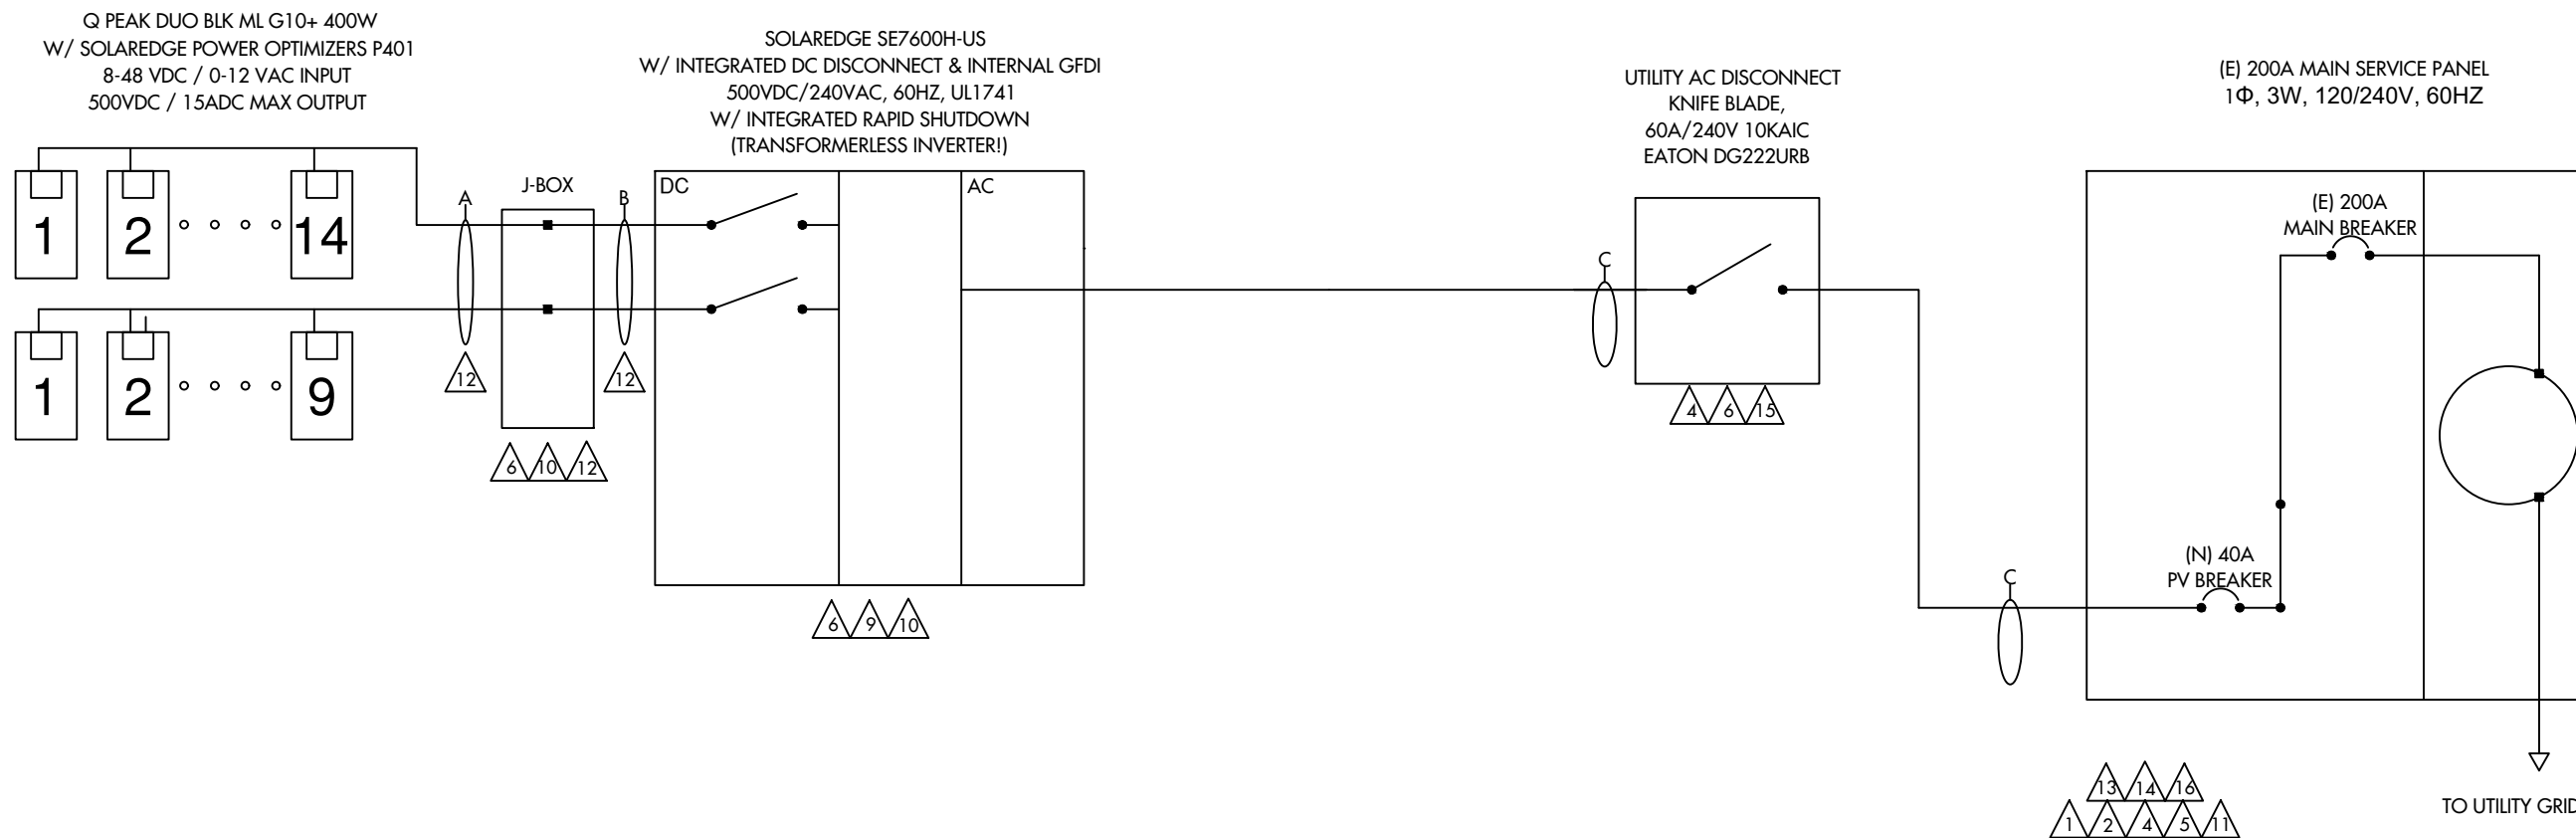 Q PEAK DUO BLK ML G10+ 400W
W/ SOLAREDGE POWER OPTIMIZERS P401
8-48 VDC / 0-12 VAC INPUT
500VDC / 15ADC MAX OUTPUT
SOLAREDGE SE7600H-US
W/ INTEGRATED DC DISCONNECT & INTERNAL GFDI
500VDC/240VAC, 60HZ, UL1741
W/ INTEGRATED RAPID SHUTDOWN
(TRANSFORMERLESS INVERTER!)
UTILITY AC DISCONNECT
KNIFE BLADE,
60A/240V 10KAIC
EATON DG222URB
(E) 200A MAIN SERVICE PANEL
1Φ, 3W, 120/240V, 60HZ
1 2 14
1 2 9
A
12
J-BOX
6 10 12
B
12
DC
AC
6 9 10
C
4 6 15
C
(E) 200A
MAIN BREAKER
(N) 40A
PV BREAKER
13 14 16
1 2 4 5 11
TO UTILITY GRID